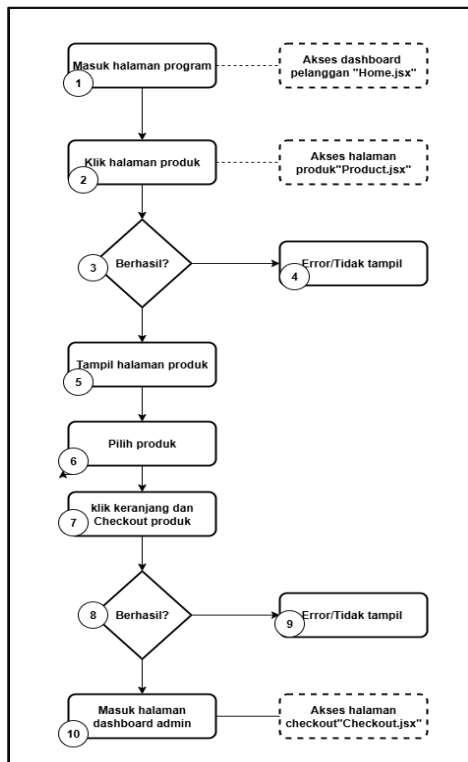 Masuk halaman program
1
Akses dashboard
pelanggan "Home.jsx"
Klik halaman produk
2
Akses halaman
produk"Product.jsx"
3
Berhasil?
Error/Tidak tampil
4
Tampil halaman produk
5
Pilih produk
6
klik keranjang dan
Checkout produk
7
8
Berhasil?
Error/Tidak tampil
9
Masuk halaman
dashboard admin
10
Akses halaman
checkout"Checkout.jsx"